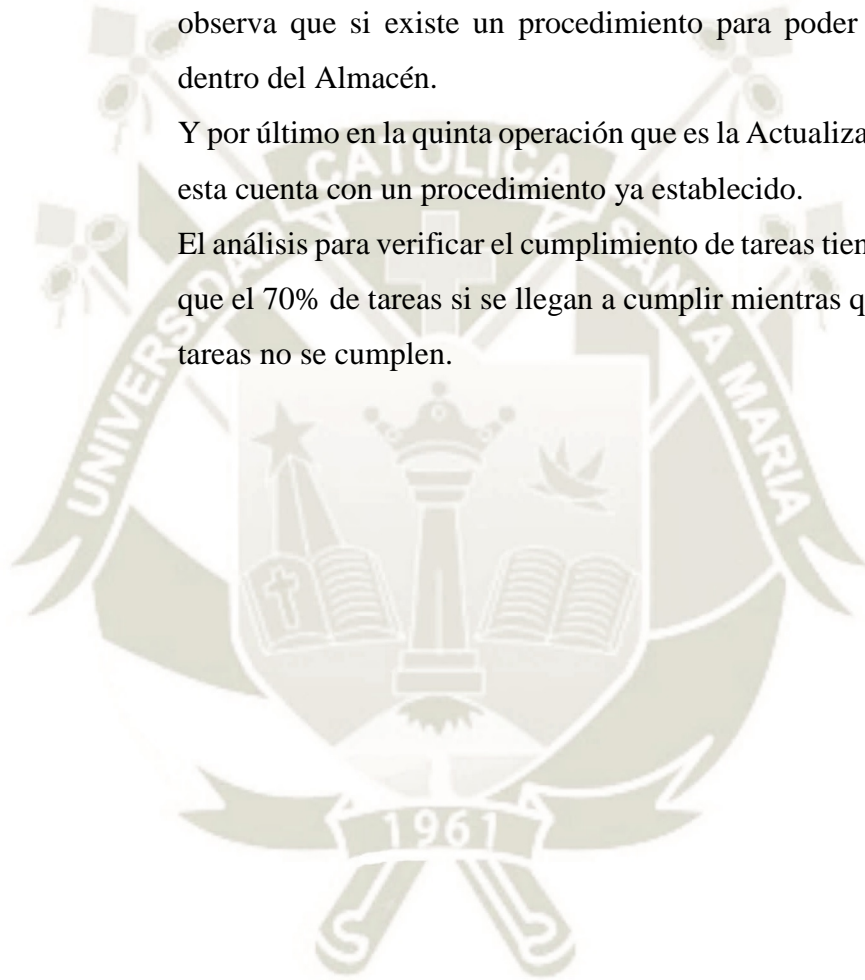 observa que si existe un procedimiento para poder
dentro del Almacén.
Y por último en la quinta operación que es la
esta cuenta con un procedimiento ya establecido.
El análisis para verificar el cumplimiento de tareas
que el 70% de tareas si se llegan a cumplir mientras
tareas no se cumplen.
UNIVERSIDAD CATOLICA SANTA MARIA
1961